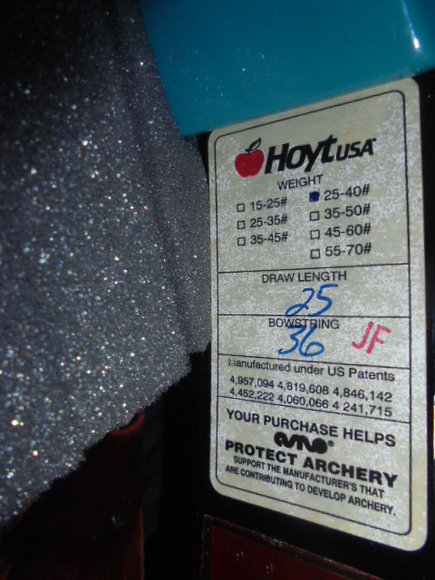 Hoyt USA
WEIGHT
15-25# 25-40#
25-35# 35-50#
35-45# 45-60#
55-70#
DRAW LENGTH
25
BOWSTRING
36 JF
Manufactured under US Patents
4,957,094 4,819,608 4,846,142
4,452,222 4,060,066 4 241,715
YOUR PURCHASE HELPS
AMO
PROTECT ARCHERY
SUPPORT THE MANUFACTURER'S THAT
ARE CONTRIBUTING TO DEVELOP ARCHERY.